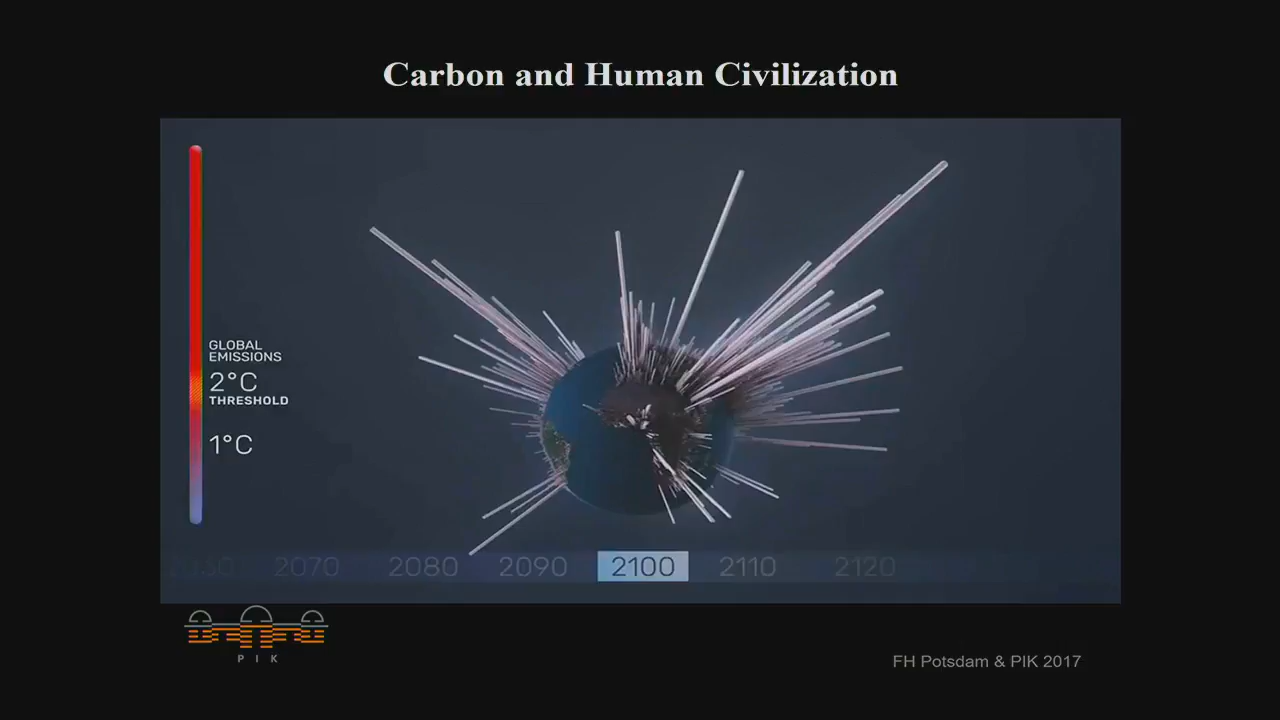 Carbon and Human Civilization
GLOBAL
EMISSIONS
2°C
THRESHOLD
1°C
2070 2080 2090 2100 2110 2120
PIK
FH Potsdam & PIK 2017